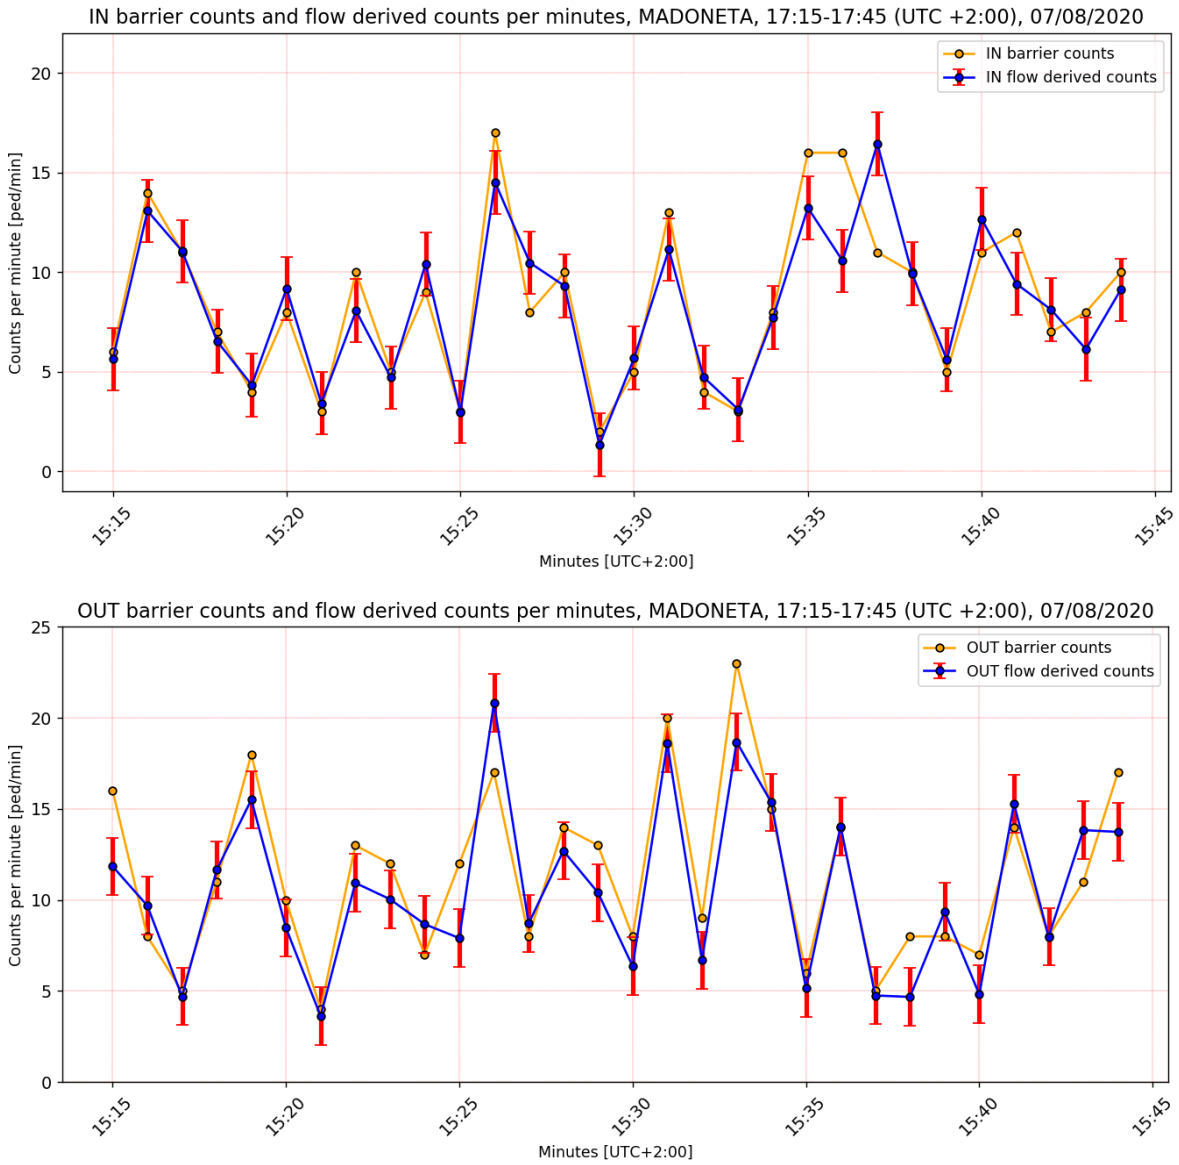 IN barrier counts and flow derived counts per minutes, MADONETA, 17:15-17:45 (UTC +2:00), 07/08/2020
IN barrier counts
IN flow derived counts
Counts per minute [ped/min]
20
15
10
5
0
15:15
15:20
15:25
15:30
15:35
15:40
15:45
Minutes [UTC+2:00]
OUT barrier counts and flow derived counts per minutes, MADONETA, 17:15-17:45 (UTC +2:00), 07/08/2020
OUT barrier counts
OUT flow derived counts
Counts per minute [ped/min]
25
20
15
10
5
0
15:15
15:20
15:25
15:30
15:35
15:40
15:45
Minutes [UTC+2:00]